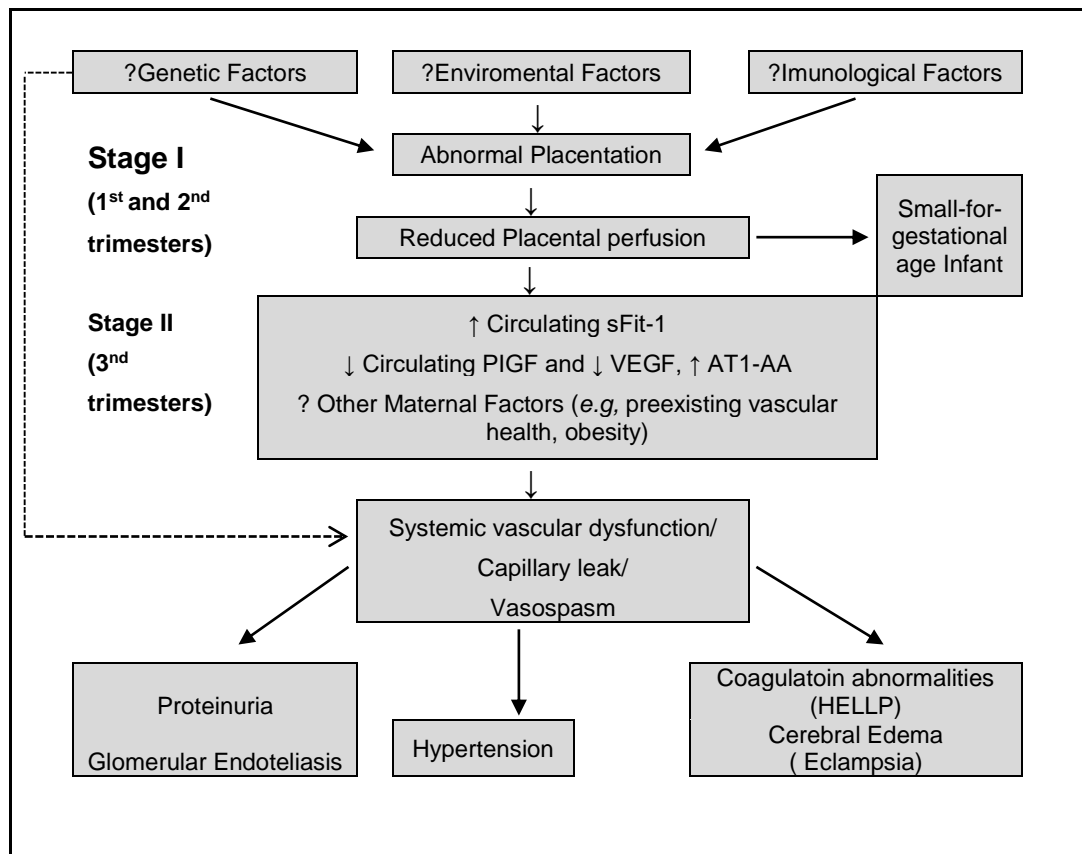 ?Genetic Factors
?Enviromental Factors
?Imunological Factors
Abnormal Placentation
Stage I
(1st and 2nd
trimesters)
Reduced Placental perfusion
Small-for-
gestational
age Infant
Stage II
(3nd
trimesters)
↑ Circulating sFit-1
↓ Circulating PIGF and ↓ VEGF, ↑ AT1-AA
? Other Maternal Factors (e.g, preexisting vascular
health, obesity)
Systemic vascular dysfunction/
Capillary leak/
Vasospasm
Proteinuria
Glomerular Endoteliasis
Hypertension
Coagulatoin abnormalities
(HELLP)
Cerebral Edema
( Eclampsia)